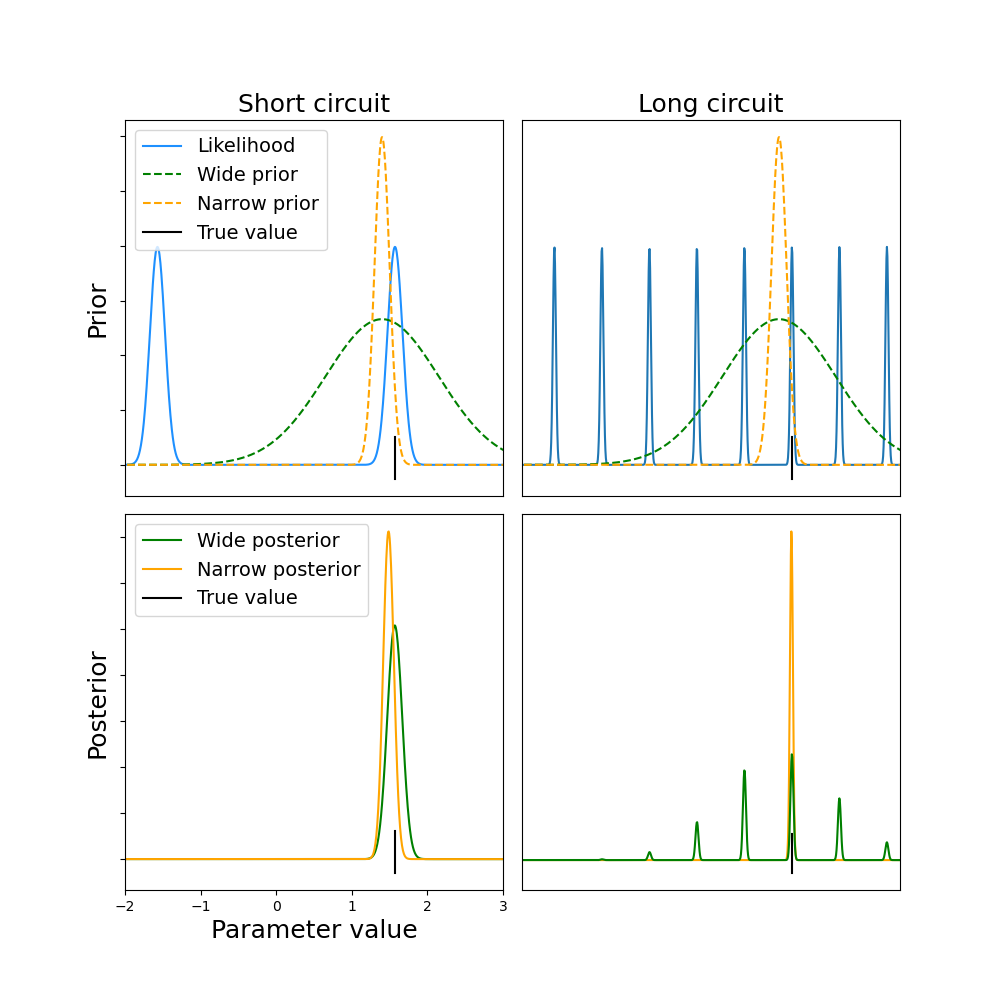 Short circuit
Long circuit
Prior
Likelihood
Wide prior
Narrow prior
True value
Posterior
Wide posterior
Narrow posterior
True value
−2 −1 0 1 2 3
Parameter value